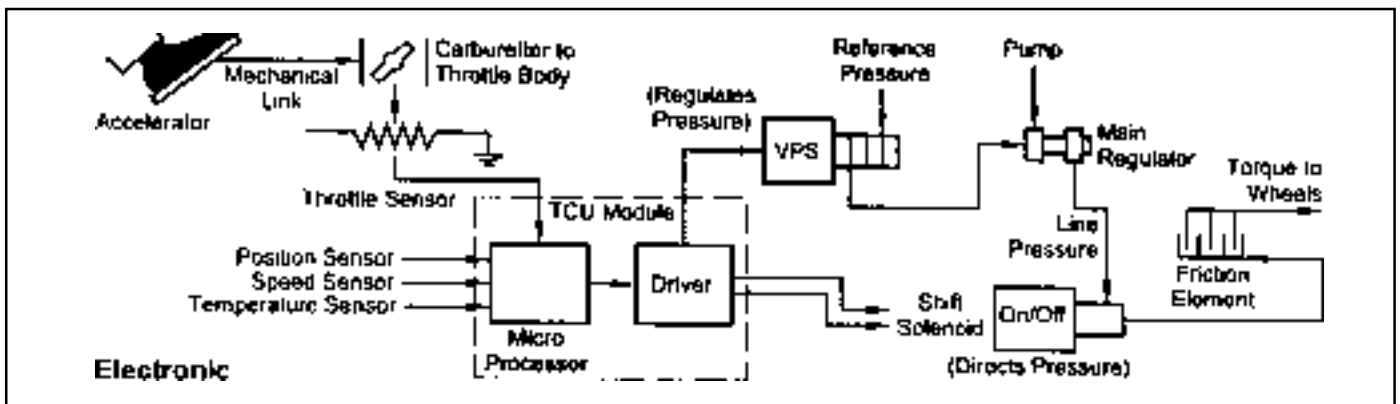 Carburettor to
Throttle Body
Mechanical
Link
Accelerator
Throttle Sensor
Reference
Pressure
Pump
(Regulates
Pressure)
VPS
Main
Regulator
Torque to
Wheels
TCU Module
Line
Pressure
Position Sensor
Speed Sensor
Temperature Sensor
Driver
Micro
Processor
Shift
Solenoid
On/Off
(Directs Pressure)
Friction
Element
Electronic